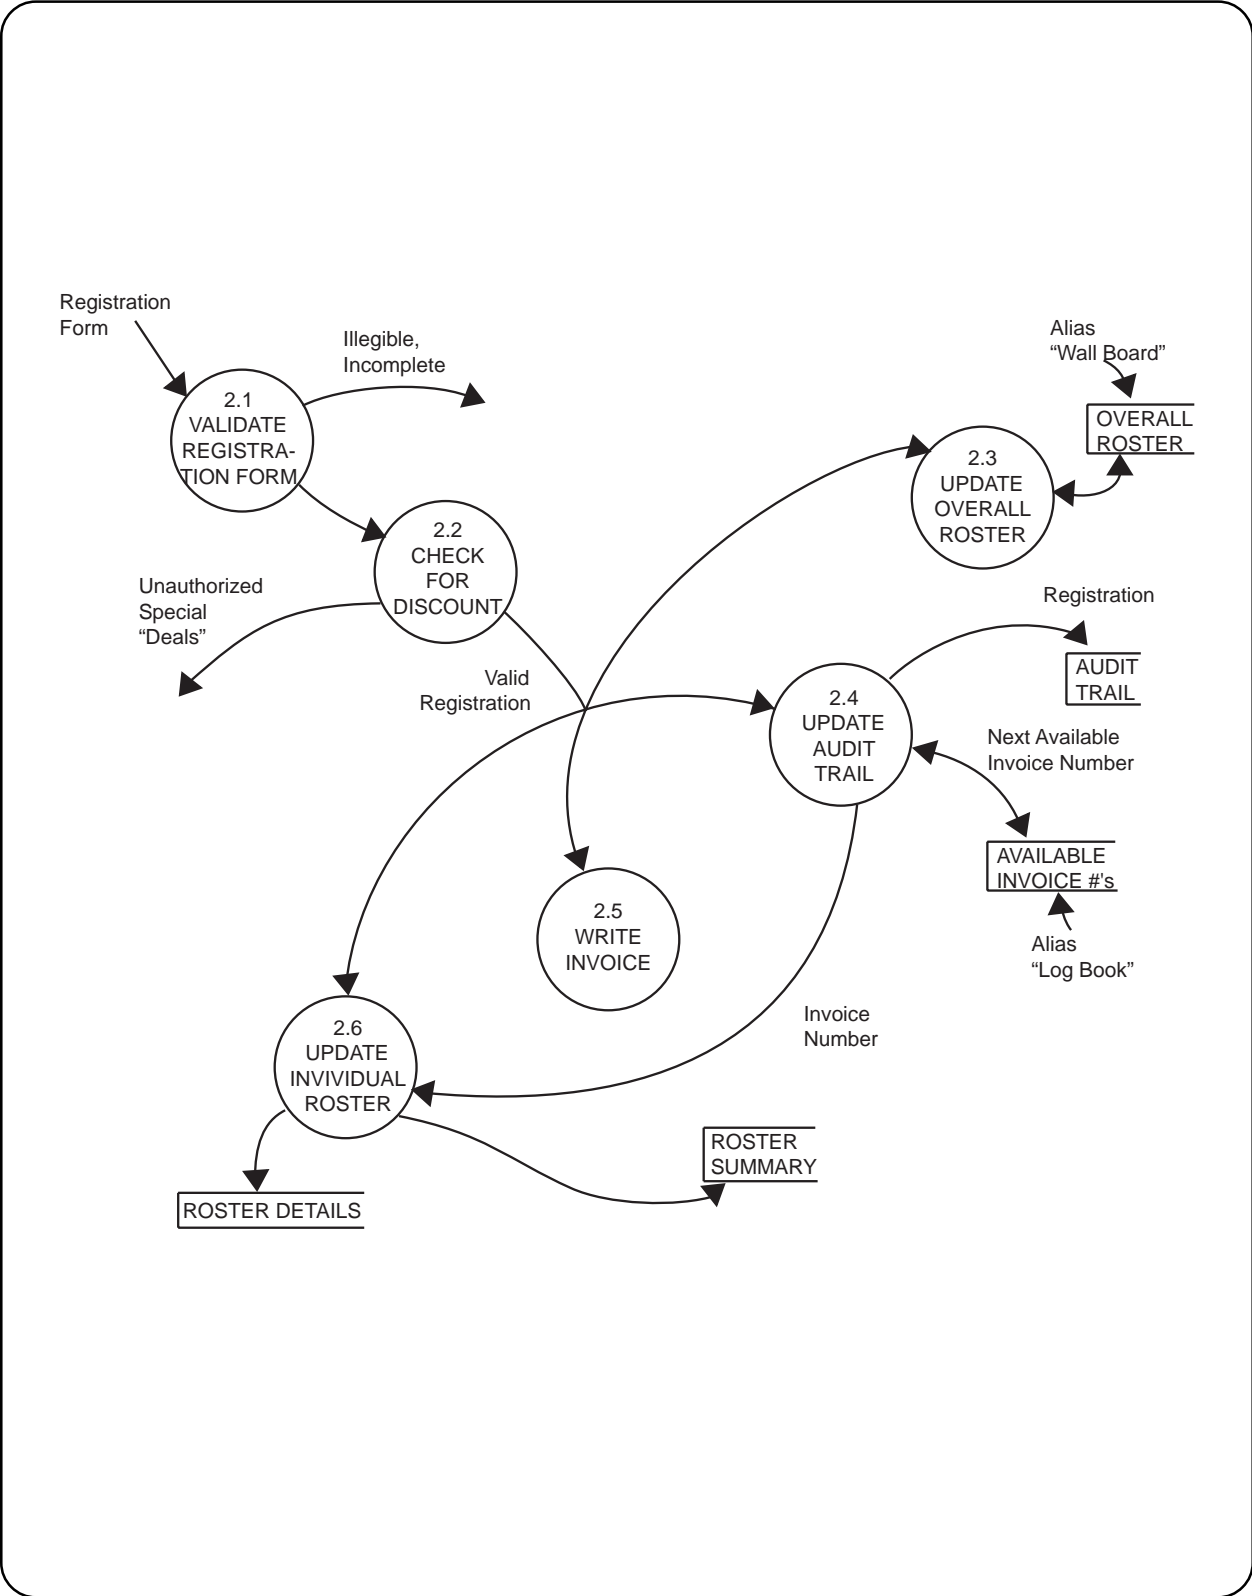 Registration
Form
Illegible,
Incomplete
Alias
“Wall Board”
2.1
VALIDATE
REGISTRA-
TION FORM
OVERALL
ROSTER
2.3
UPDATE
OVERALL
ROSTER
2.2
CHECK
FOR
DISCOUNT
Unauthorized
Special
“Deals”
Registration
Valid
Registration
AUDIT
TRAIL
2.4
UPDATE
AUDIT
TRAIL
Next Available
Invoice Number
AVAILABLE
INVOICE #'s
2.5
WRITE
INVOICE
Alias
“Log Book”
Invoice
Number
2.6
UPDATE
INVIVIDUAL
ROSTER
ROSTER
SUMMARY
ROSTER DETAILS